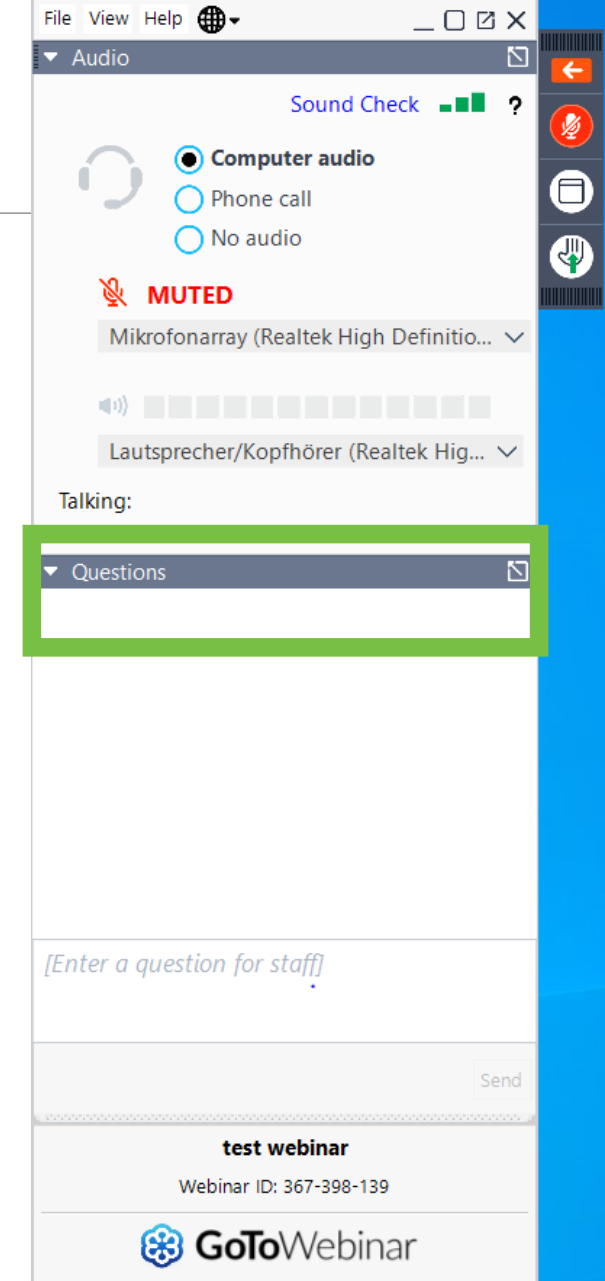 File View Help
Audio
Sound Check ?
Computer audio
Phone call
No audio
MUTED
Mikrofonarray (Realtek High Definitio...
Lautsprecher/Kopfhörer (Realtek Hig...
Talking:
Questions
[Enter a question for staff]
Send
test webinar
Webinar ID: 367-398-139
GoToWebinar